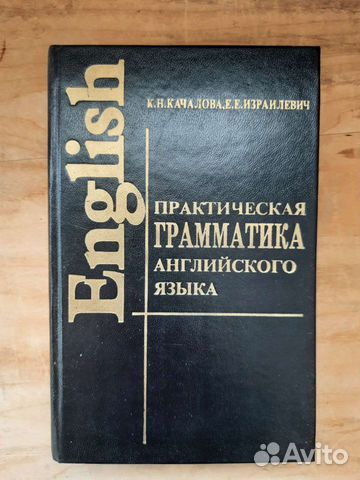 English
К.Н.КАЧАЛОВА,Е.Е.ИЗРАИЛЕВИЧ
ПРАКТИЧЕСКАЯ
ГРАММАТИКА
АНГЛИЙСКОГО
ЯЗЫКА
Avito